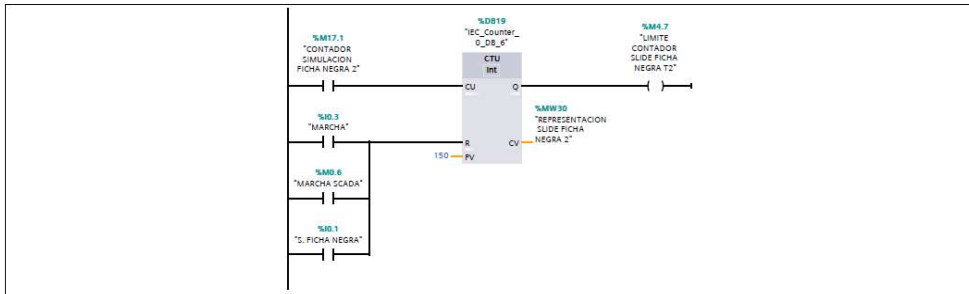 %DB19
"IEC_Counter_
0_DB_6"
%M17.1
"CONTADOR
SIMULACION
FICHA NEGRA 2"
CTU
Int
CU
Q
%M4.7
"LIMITE
CONTADOR
SLIDE FICHA
NEGRA T2"
%I0.3
"MARCHA"
R
150
PV
CV
%MW30
"REPRESENTACION
SLIDE FICHA
NEGRA 2"
%M0.6
"MARCHA SCADA"
%I0.1
"S. FICHA NEGRA"